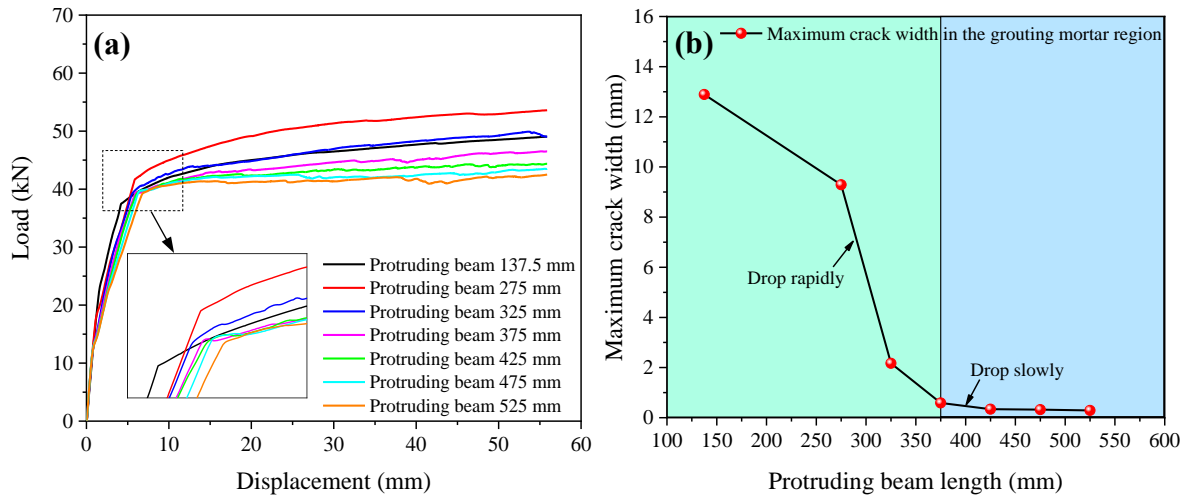 (a)
70
60
50
40
30
20
10
0
Load (kN)
0 10 20 30 40 50 60
Displacement (mm)
Protruding beam 137.5 mm
Protruding beam 275 mm
Protruding beam 325 mm
Protruding beam 375 mm
Protruding beam 425 mm
Protruding beam 475 mm
Protruding beam 525 mm
(b)
Maximum crack width in the grouting mortar region
16
14
12
10
8
6
4
2
0
Maximum crack width (mm)
Drop rapidly
Drop slowly
100 150 200 250 300 350 400 450 500 550 600
Protruding beam length (mm)